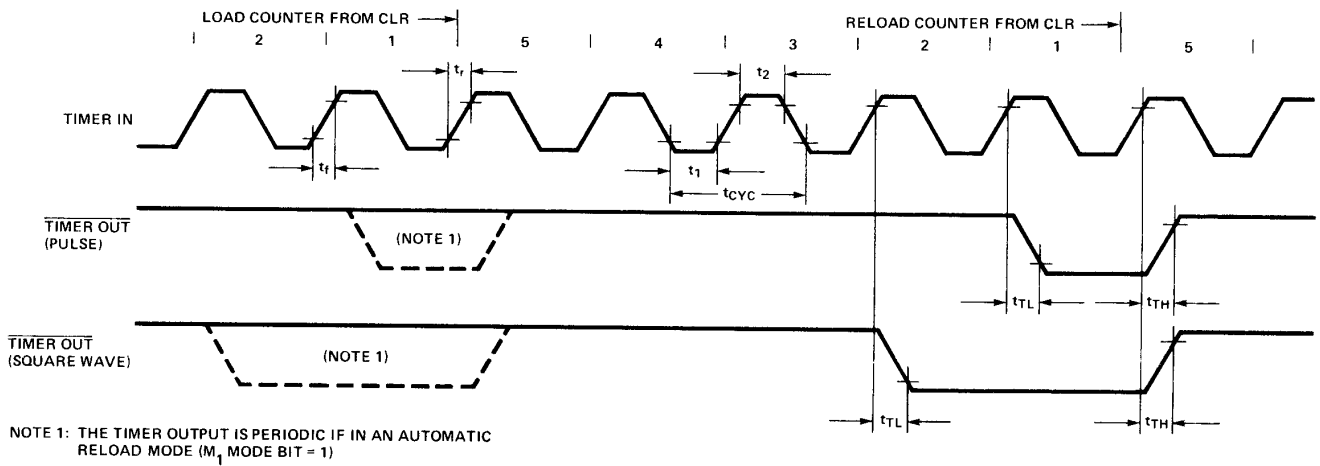 LOAD COUNTER FROM CLR
RELOAD COUNTER FROM CLR
2 1 5 4 3 2 1 5
tr
t2
TIMER IN
tf
t1
tCYC
TIMER OUT
(PULSE)
(NOTE 1)
tTL
tTH
TIMER OUT
(SQUARE WAVE)
(NOTE 1)
tTL
tTH
NOTE 1: THE TIMER OUTPUT IS PERIODIC IF IN AN AUTOMATIC
RELOAD MODE (M1 MODE BIT = 1)